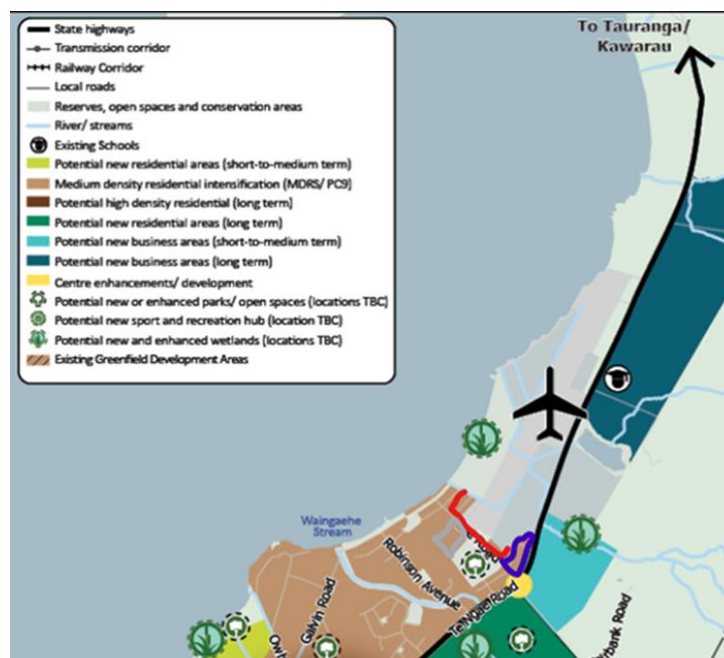 State highways
Transmission corridor
Railway Corridor
Local roads
Reserves, open spaces and conservation areas
River/ streams
Existing Schools
Potential new residential areas (short-to-medium term)
Medium density residential intensification (MDRS/ PC9)
Potential high density residential (long term)
Potential new residential areas (long term)
Potential new business areas (short-to-medium term)
Potential new business areas (long term)
Centre enhancements/ development
Potential new or enhanced parks/ open spaces (locations TBC)
Potential new sport and recreation hub (location TBC)
Potential new and enhanced wetlands (locations TBC)
Existing Greenfield Development Areas
To Tauranga/
Kawarau
Waingaehe
Stream
Robinson Avenue
Galvin Road
Te Ngae Road